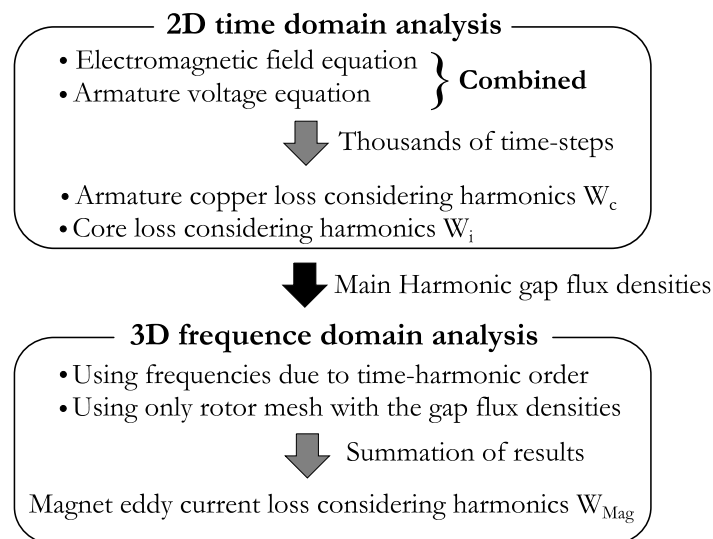 2D time domain analysis
• Electromagnetic field equation
• Armature voltage equation
} Combined
Thousands of time-steps
• Armature copper loss considering harmonics W_c
• Core loss considering harmonics W_i
Main Harmonic gap flux densities
3D frequence domain analysis
• Using frequencies due to time-harmonic order
• Using only rotor mesh with the gap flux densities
Summation of results
Magnet eddy current loss considering harmonics W_Mag